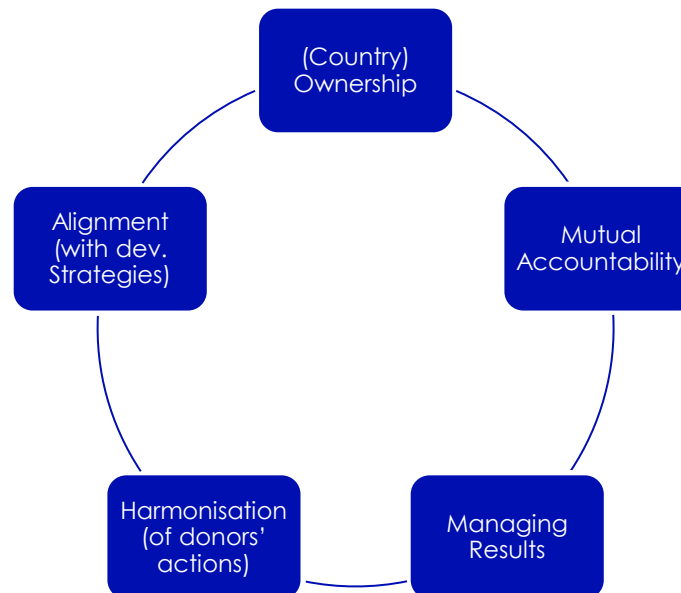 (Country)
Ownership
Alignment
(with dev.
Strategies)
Mutual
Accountability
Harmonisation
(of donors’
actions)
Managing
Results